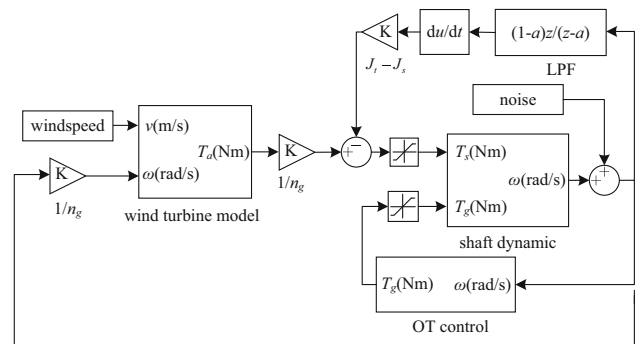 K
du/dt
(1-a)z/(z-a)
J_t - J_s
LPF
noise
windspeed
v(m/s)
T_a(Nm)
ω(rad/s)
wind turbine model
K
1/n_g
K
1/n_g
+
−
T_s(Nm)
ω(rad/s)
T_g(Nm)
shaft dynamic
+
+
T_g(Nm)
ω(rad/s)
OT control